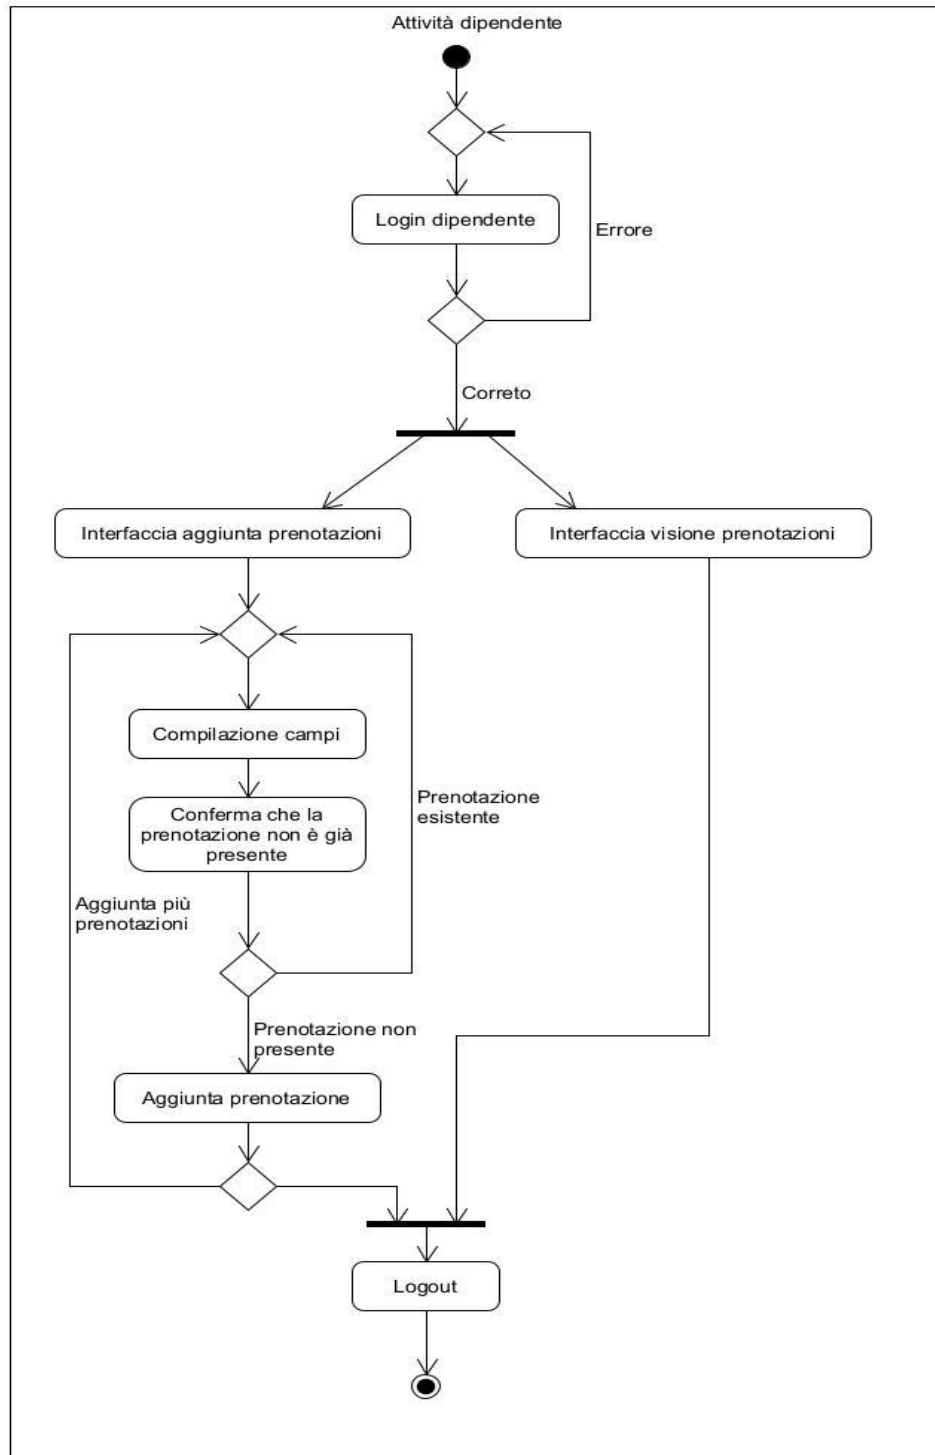 Attività dipendente
Login dipendente
Errore
Correto
Interfaccia aggiunta prenotazioni
Interfaccia visione prenotazioni
Compilazione campi
Conferma che la
prenotazione non è già
presente
Prenotazione
esistente
Aggiunta più
prenotazioni
Prenotazione non
presente
Aggiunta prenotazione
Logout